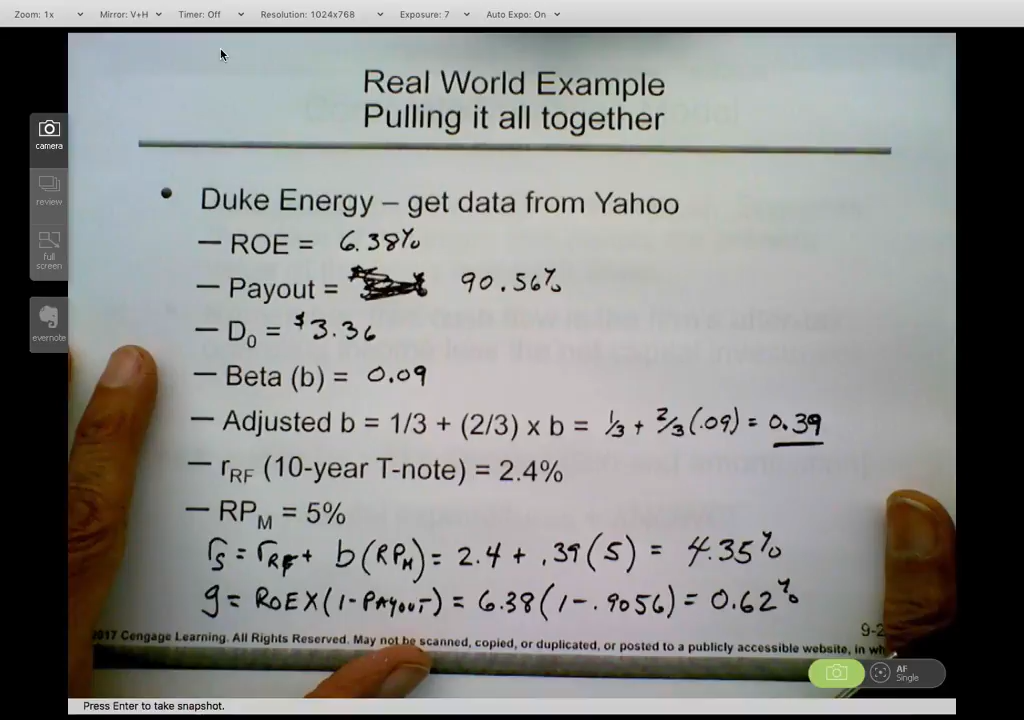 Zoom: 1x Mirror: V+H Timer: Off Resolution: 1024x768 Exposure: 7 Auto Expo: On
camera
review
full
screen
evernote
Real World Example
Pulling it all together
• Duke Energy – get data from Yahoo
– ROE = 6.38%
– Payout = 90.56%
– D0 = $3.36
– Beta (b) = 0.09
– Adjusted b = 1/3 + (2/3) x b = 1/3 + 2/3 (.09) = 0.39
– rRF (10-year T-note) = 2.4%
– RPM = 5%
rs = rRF + b(RPM) = 2.4 + .39(5) = 4.35%
g = ROE X (1-PAYOUT) = 6.38(1-.9056) = 0.62%
9-2
2017 Cengage Learning. All Rights Reserved. May not be scanned, copied, or duplicated, or posted to a publicly accessible website, in wh
AF
Single
Press Enter to take snapshot.